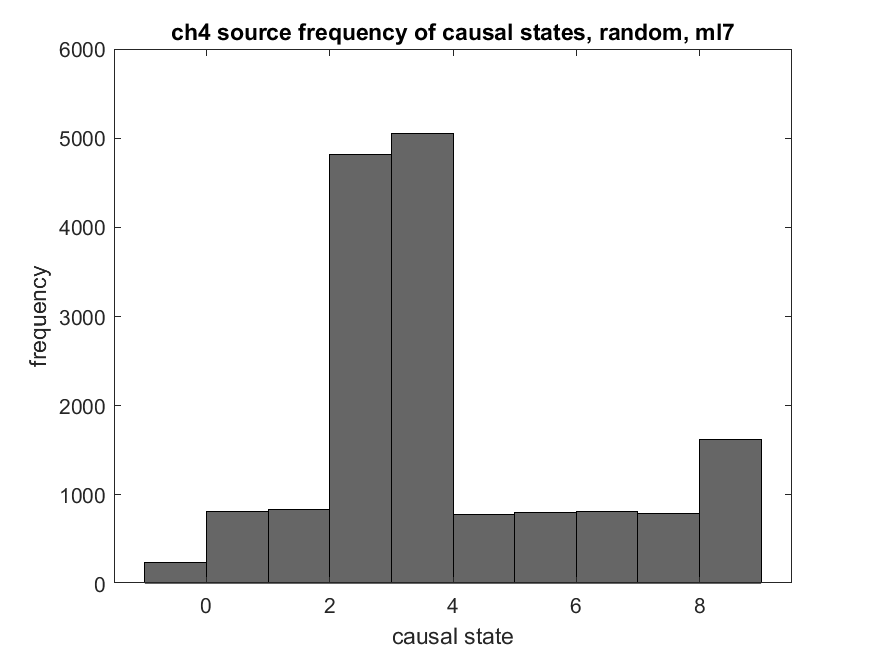 ch4 source frequency of causal states, random, ml7
6000
5000
4000
3000
2000
1000
0
frequency
0 2 4 6 8
causal state